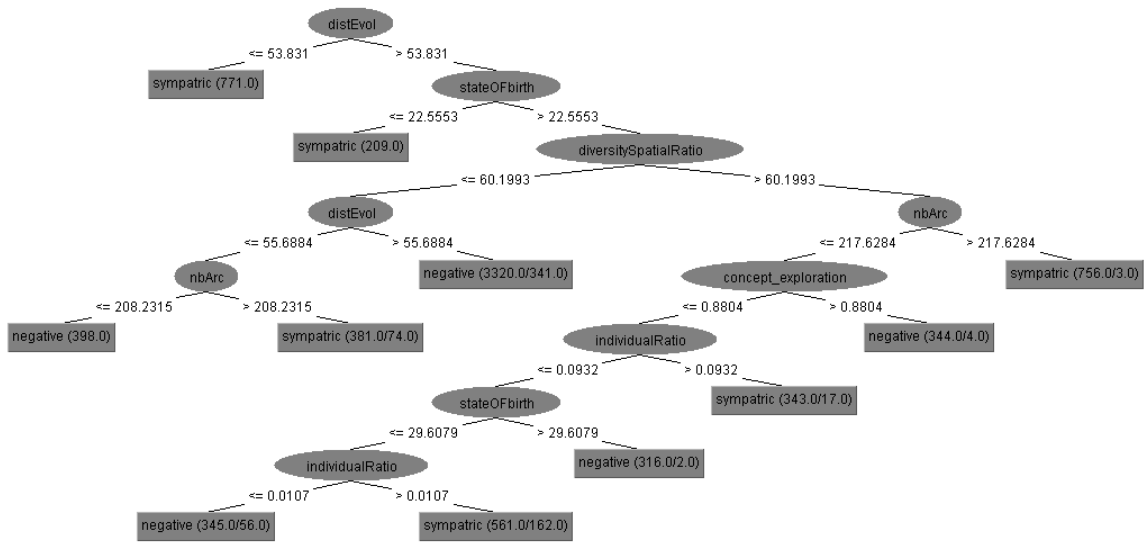 distEvol
<= 53.831 > 53.831
sympatric (771.0) stateOFbirth
<= 22.5553 > 22.5553
sympatric (209.0) diversitySpatialRatio
<= 60.1993 > 60.1993
distEvol nbArc
<= 55.6884 > 55.6884 <= 217.6284 > 217.6284
nbArc negative (3320.0/341.0) concept_exploration sympatric (756.0/3.0)
<= 208.2315 > 208.2315 <= 0.8804 > 0.8804
negative (398.0) sympatric (381.0/74.0) individualRatio negative (344.0/4.0)
<= 0.0932 > 0.0932
stateOFbirth sympatric (343.0/17.0)
<= 29.6079 > 29.6079
individualRatio negative (316.0/2.0)
<= 0.0107 > 0.0107
negative (345.0/56.0) sympatric (561.0/162.0)